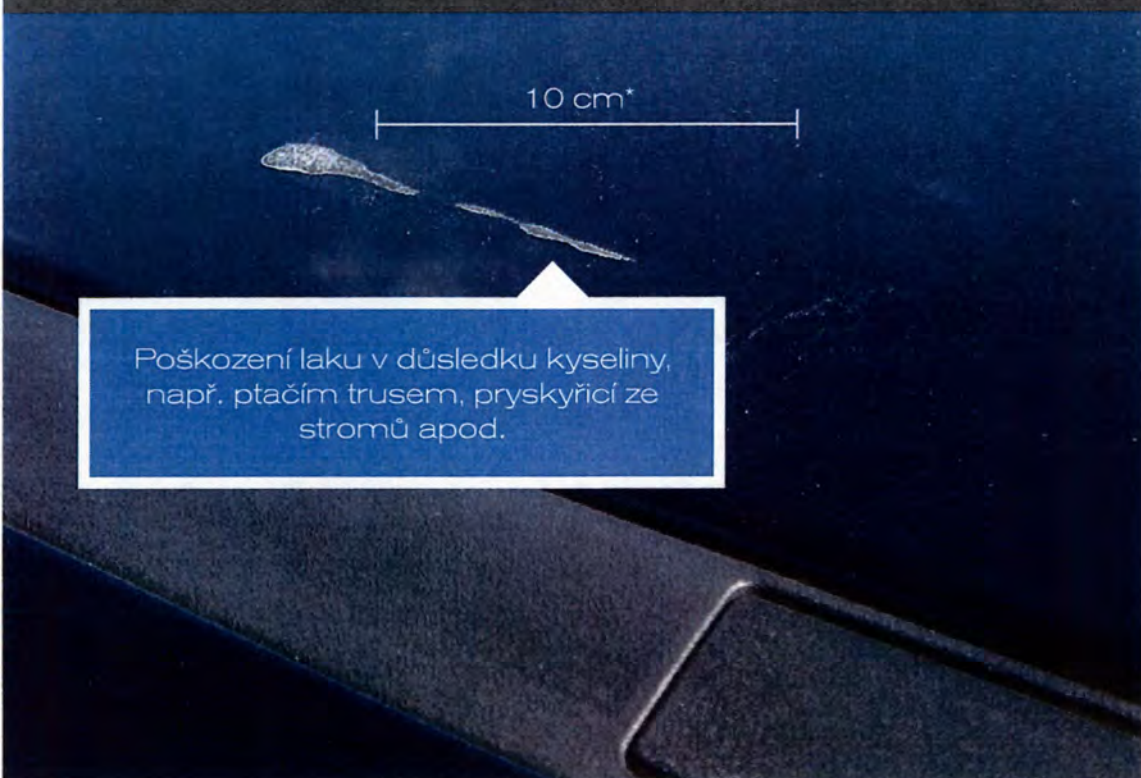 10 cm*
Poškození laku v důsledku kyseliny,
např. ptačím trusem, pryskyřicí ze
stromů apod.